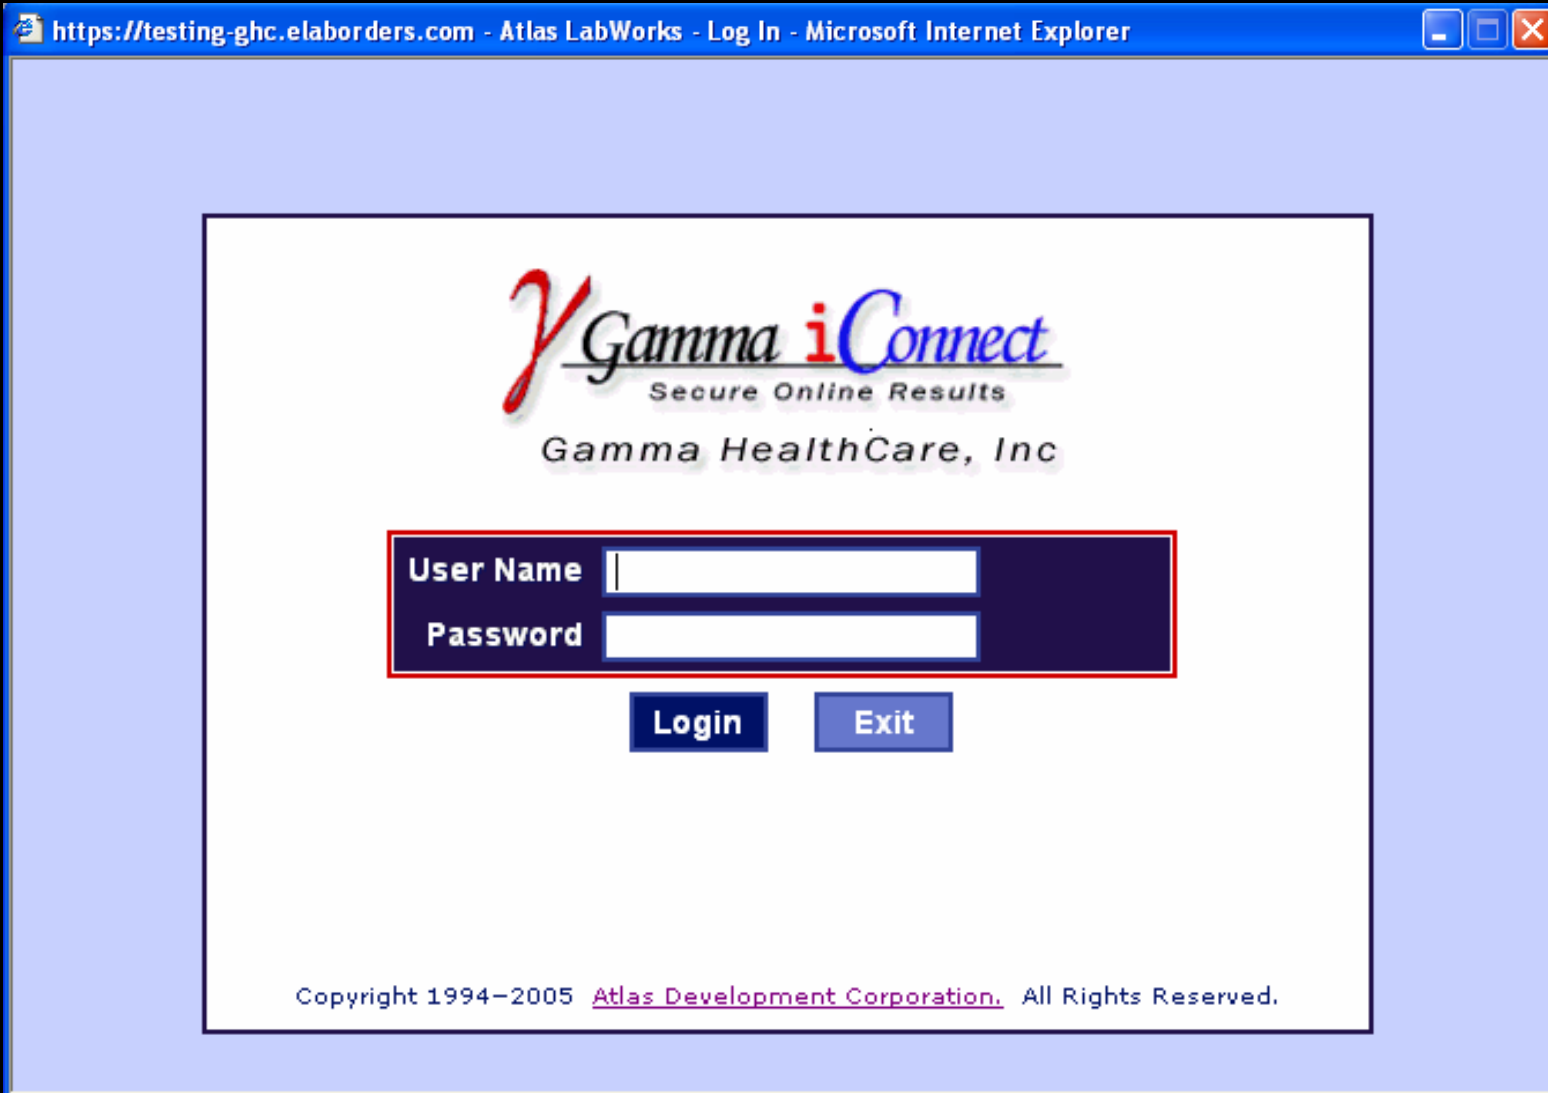 https://testing-ghc.elaborders.com - Atlas LabWorks - Log In - Microsoft Internet Explorer
γ Gamma iConnect
Secure Online Results
Gamma HealthCare, Inc
User Name
Password
Login Exit
Copyright 1994−2005 Atlas Development Corporation. All Rights Reserved.